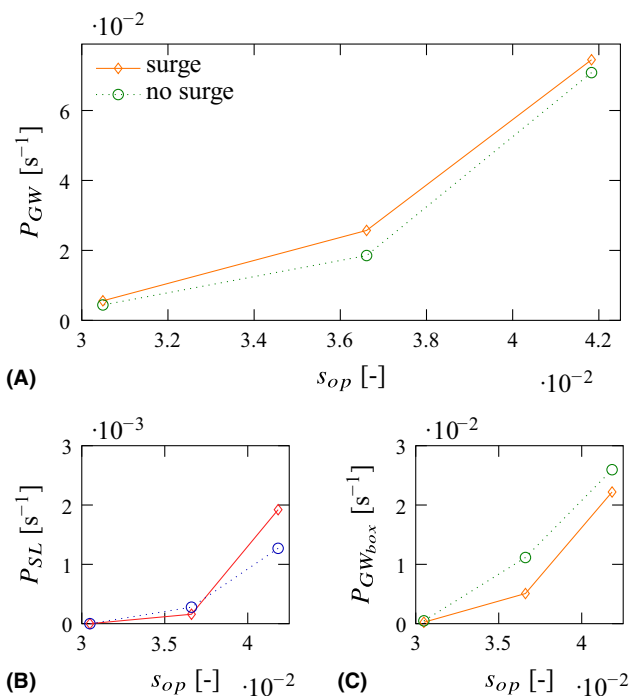 ·10⁻²
surge
no surge
P_GW [s⁻¹]
6
4
2
0
3 3.2 3.4 3.6 3.8 4 4.2
(A) s_op [-] ·10⁻²
·10⁻³
P_SL [s⁻¹]
3
2
1
0
3 3.5 4
(B) s_op [-] ·10⁻²
·10⁻²
P_GW_box [s⁻¹]
3
2
1
0
3 3.5 4
(C) s_op [-] ·10⁻²